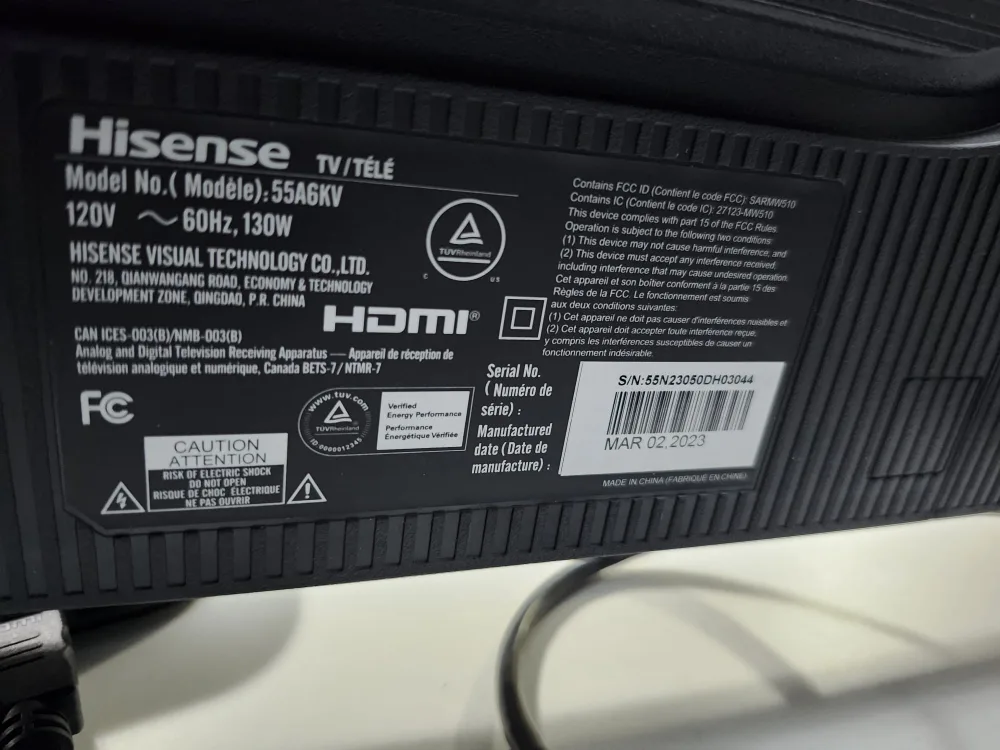 Hisense TV/TÉLÉ
Model No.( Modèle): 55A6KV
120V ~ 60Hz, 130W
HISENSE VISUAL TECHNOLOGY CO.,LTD.
NO. 218, QIANWANGANG ROAD, ECONOMY & TECHNOLOGY
DEVELOPMENT ZONE, QINGDAO, P.R. CHINA
HDMI®
CAN ICES-003(B)/NMB-003(B)
Analog and Digital Television Receiving Apparatus — Appareil de réception de
télévision analogique et numérique, Canada BETS-7/NTMR-7
FC
www.tuv.com
TÜVRheinland
ID 0000012345
Verified
Energy Performance
Performance
Énergétique Vérifiée
CAUTION
ATTENTION
RISK OF ELECTRIC SHOCK
DO NOT OPEN
RISQUE DE CHOC ÉLECTRIQUE
NE PAS OUVRIR
TÜVRheinland
C US
Contains FCC ID (Contient le code FCC): SARMW510
Contains IC (Contient le code IC): 27123-MW510
This device complies with part 15 of the FCC Rules.
Operation is subject to the following two conditions:
(1) This device may not cause harmful interference, and
(2) This device must accept any interference received,
including interference that may cause undesired operation.
Cet appareil et son boîtier conforment à la partie 15 des
Règles de la FCC. Le fonctionnement est soumis
aux deux conditions suivantes:
(1) Cet appareil ne doit pas causer d'interférences nuisibles et
(2) Cet appareil doit accepter toute interférence reçue,
y compris les interférences susceptibles de causer un
fonctionnement indésirable.
Serial No.
( Numéro de
série) :
Manufactured
date (Date de
manufacture) :
S/N:55N23050DH03044
MAR 02,2023
MADE IN CHINA (FABRIQUÉ EN CHINE)